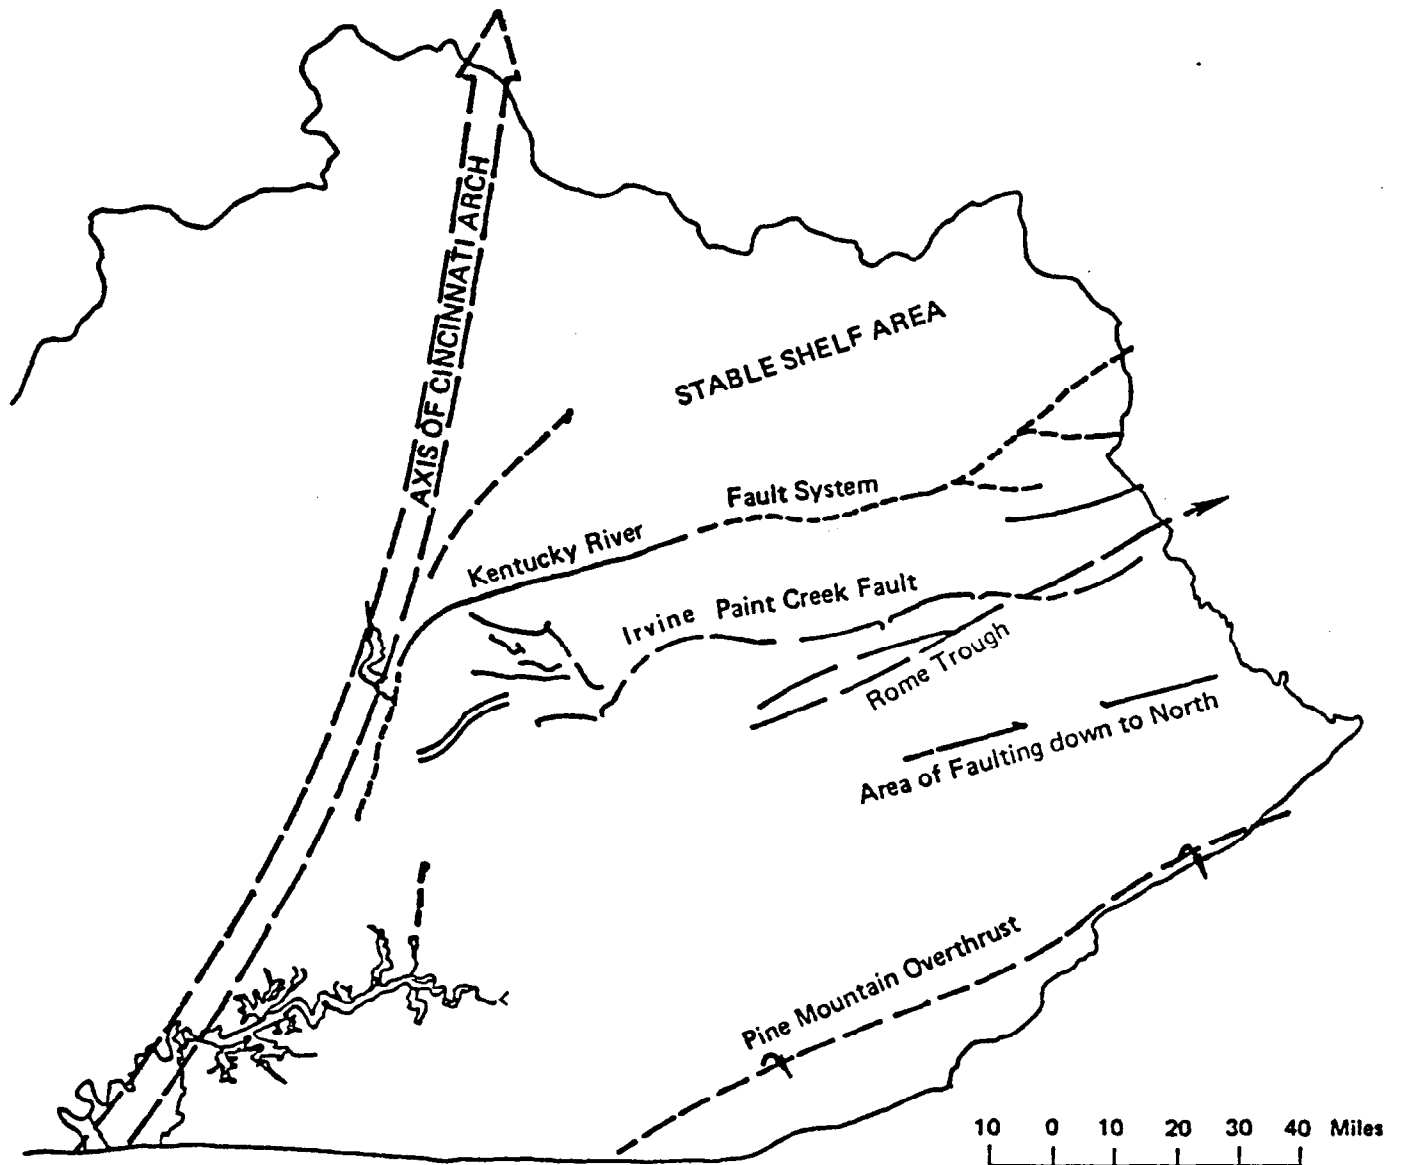 AXIS OF CINCINNATI ARCH
STABLE SHELF AREA
Kentucky River Fault System
Irvine Paint Creek Fault
Rome Trough
Area of Faulting down to North
Pine Mountain Overthrust
10 0 10 20 30 40 Miles